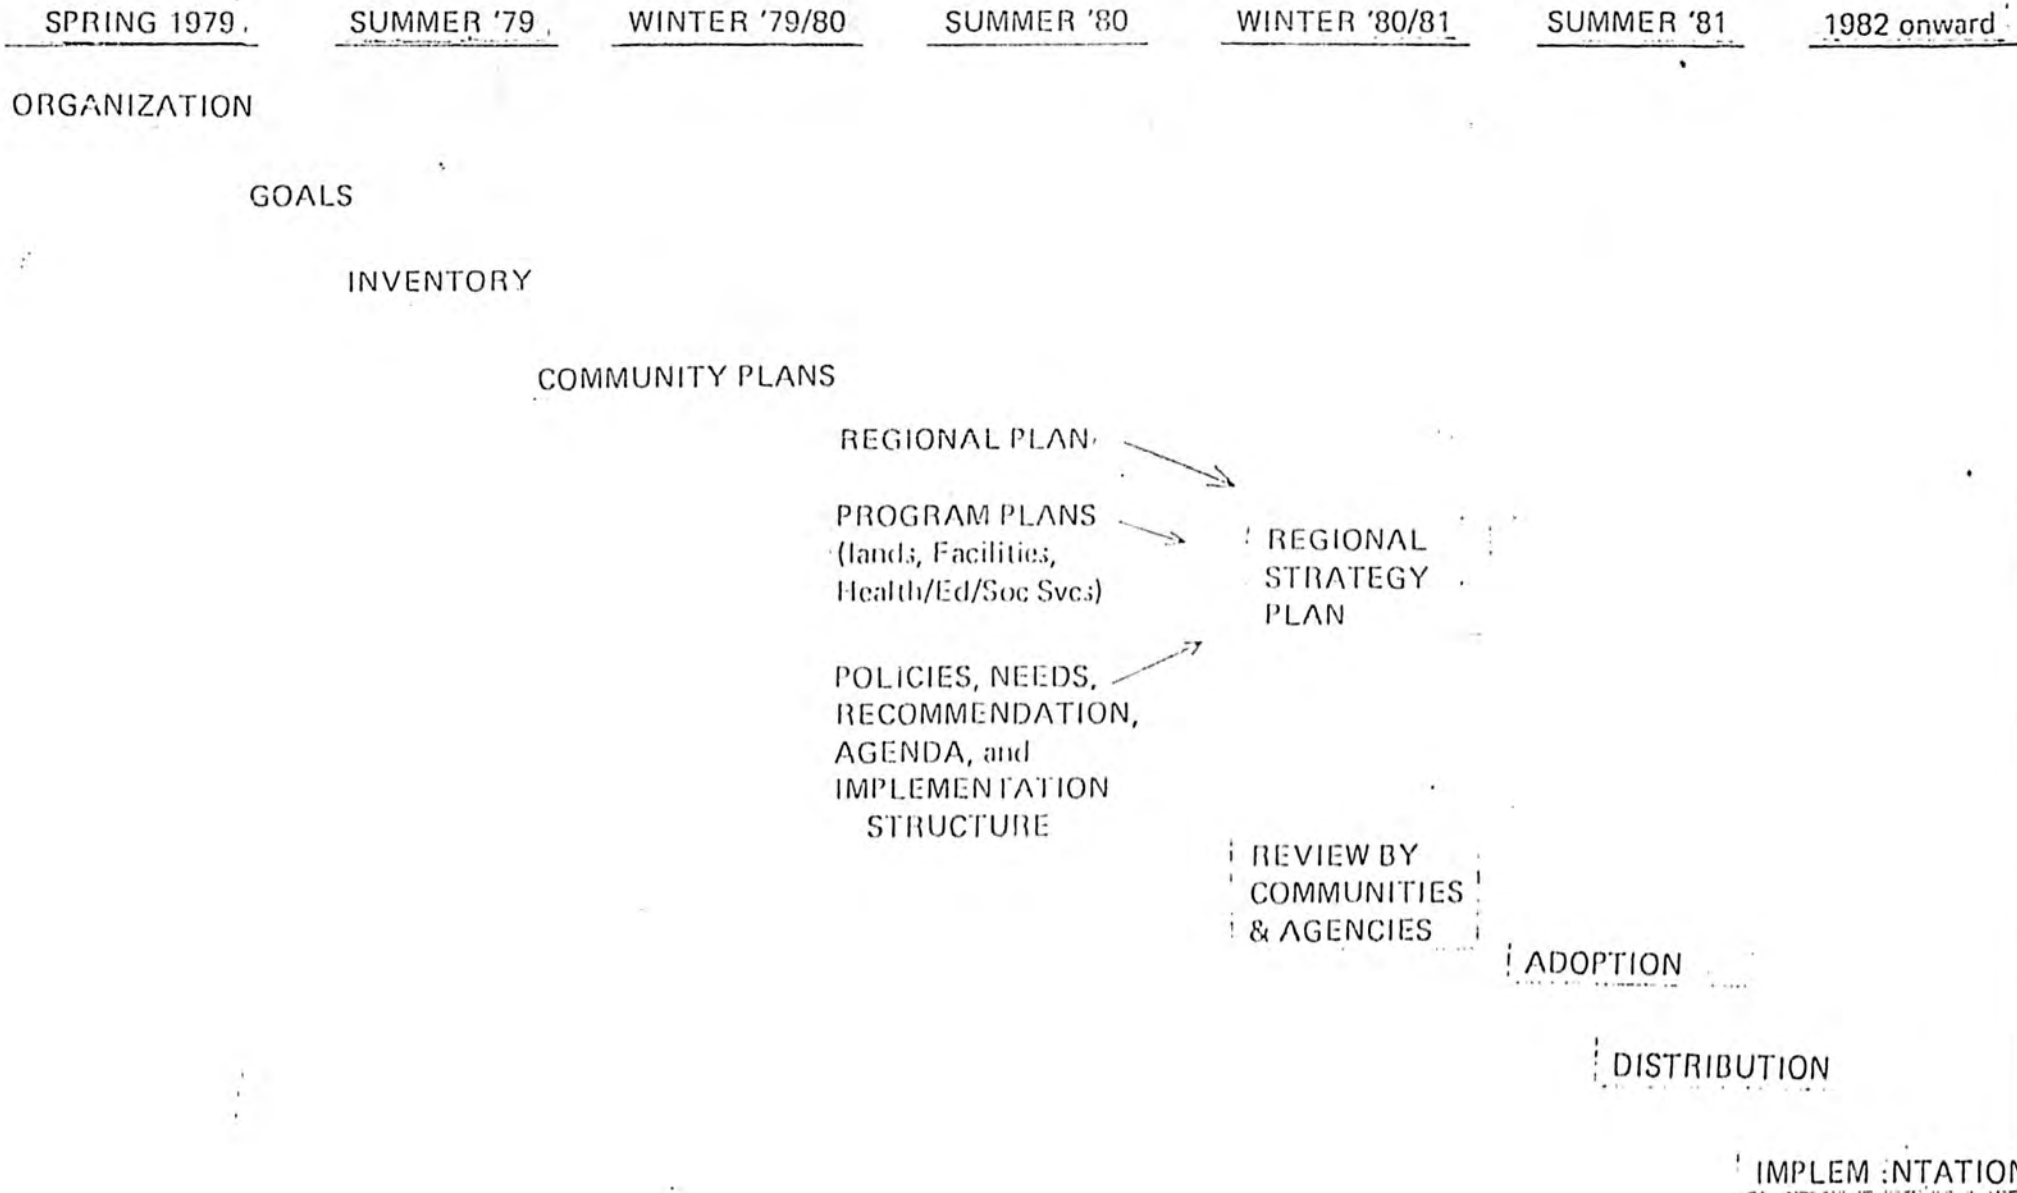 SPRING 1979 SUMMER '79 WINTER '79/80 SUMMER '80 WINTER '80/81 SUMMER '81 1982 onward
ORGANIZATION
GOALS
INVENTORY
COMMUNITY PLANS
REGIONAL PLAN
PROGRAM PLANS
(lands, Facilities,
Health/Ed/Soc Svcs)
REGIONAL
STRATEGY
PLAN
POLICIES, NEEDS,
RECOMMENDATION,
AGENDA, and
IMPLEMENTATION
STRUCTURE
REVIEW BY
COMMUNITIES
& AGENCIES
ADOPTION
DISTRIBUTION
IMPLEMENTATION